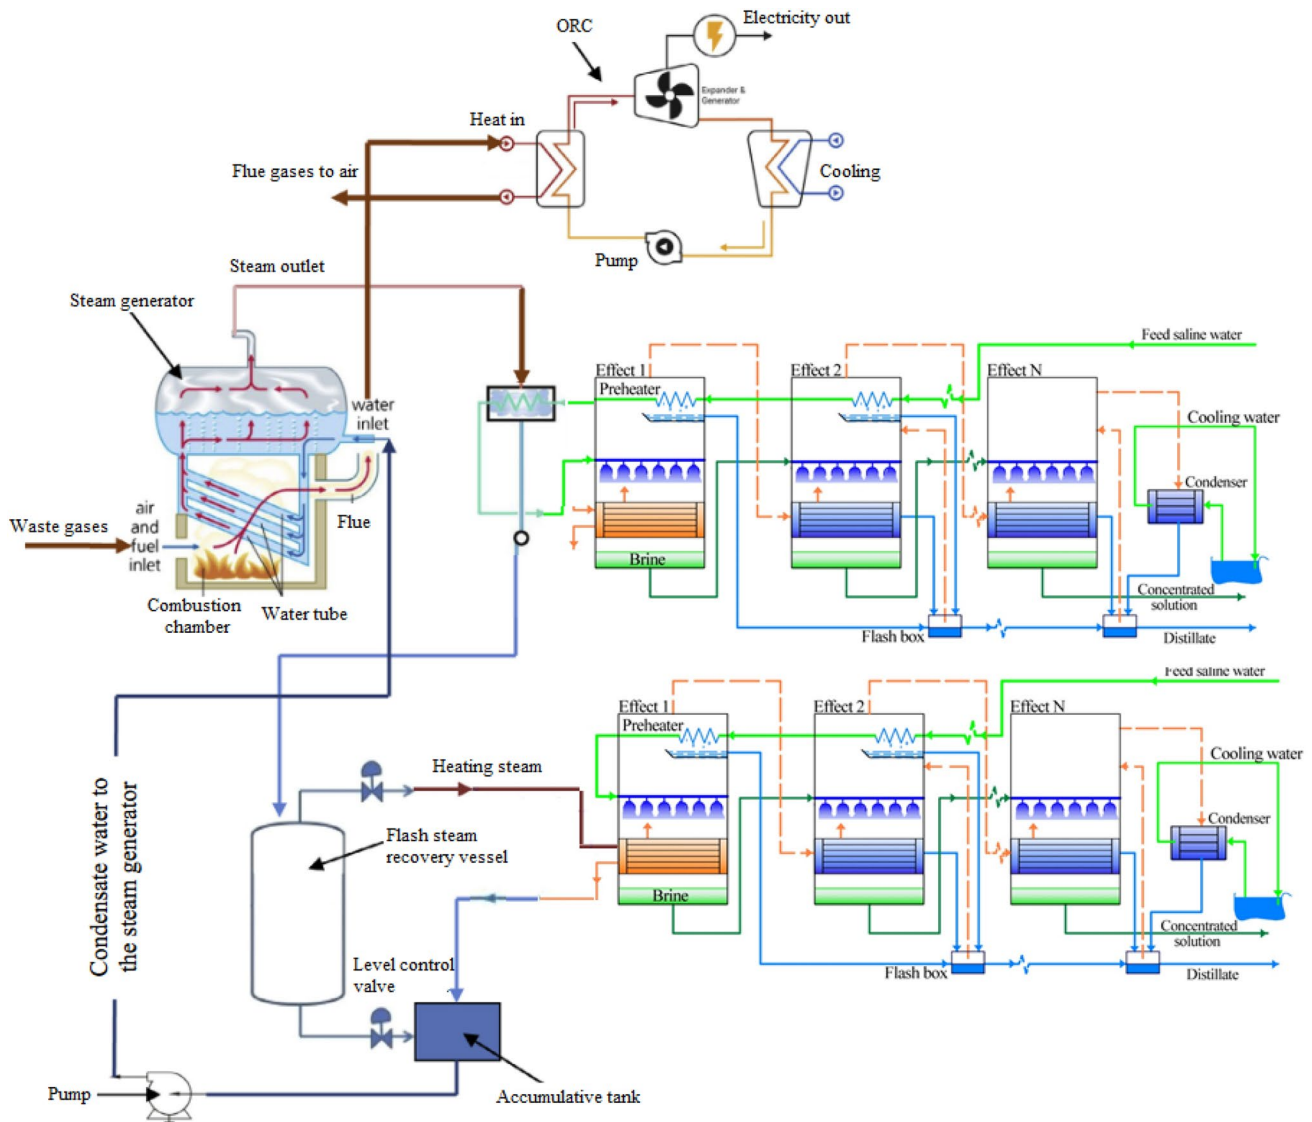 Electricity out
ORC
Expander &
Generator
Heat in
Flue gases to air
Cooling
Pump
Steam outlet
Steam generator
water
inlet
Waste gases
air
and
fuel
inlet
Flue
Combustion
chamber
Water tube
Feed saline water
Effect 1
Effect 2
Effect N
Preheater
Cooling water
Condenser
Brine
Concentrated
solution
Flash box
Distillate
Feed saline water
Effect 1
Effect 2
Effect N
Preheater
Cooling water
Condenser
Brine
Concentrated
solution
Flash box
Distillate
Heating steam
Flash steam
recovery vessel
Condensate water to
the steam generator
Level control
valve
Pump
Accumulative tank